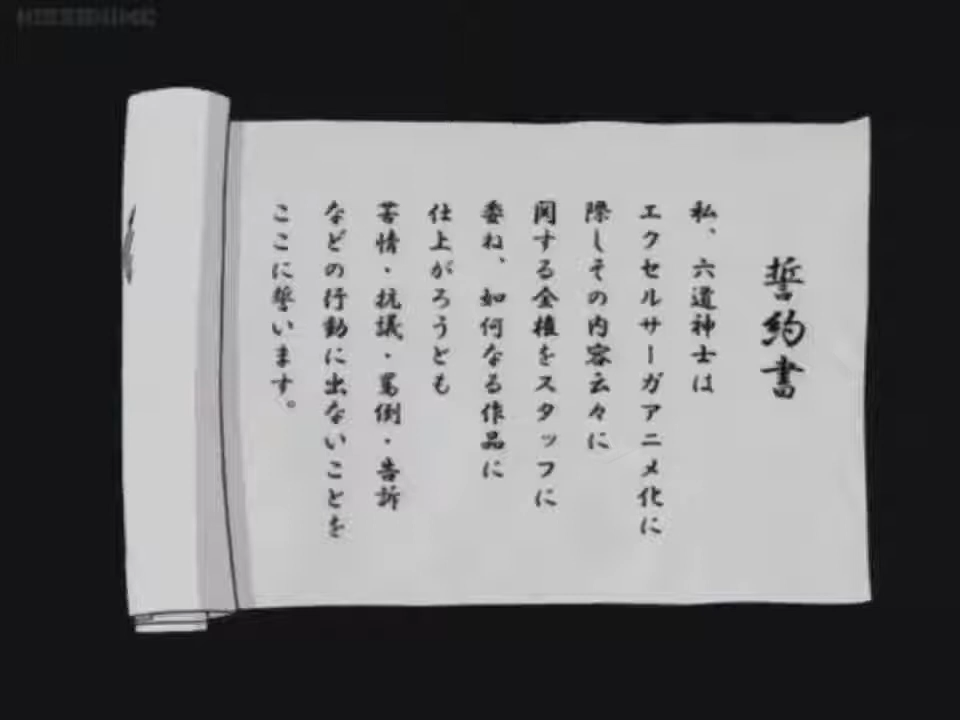 誓約書
私、六道神士は
エクセルサーガアニメ化に
際しその内容云々に
関する全権をスタッフに
委ね、如何なる作品に
仕上がろうとも
苦情・抗議・罵倒・告訴
などの行動に出ないことを
ここに誓います。